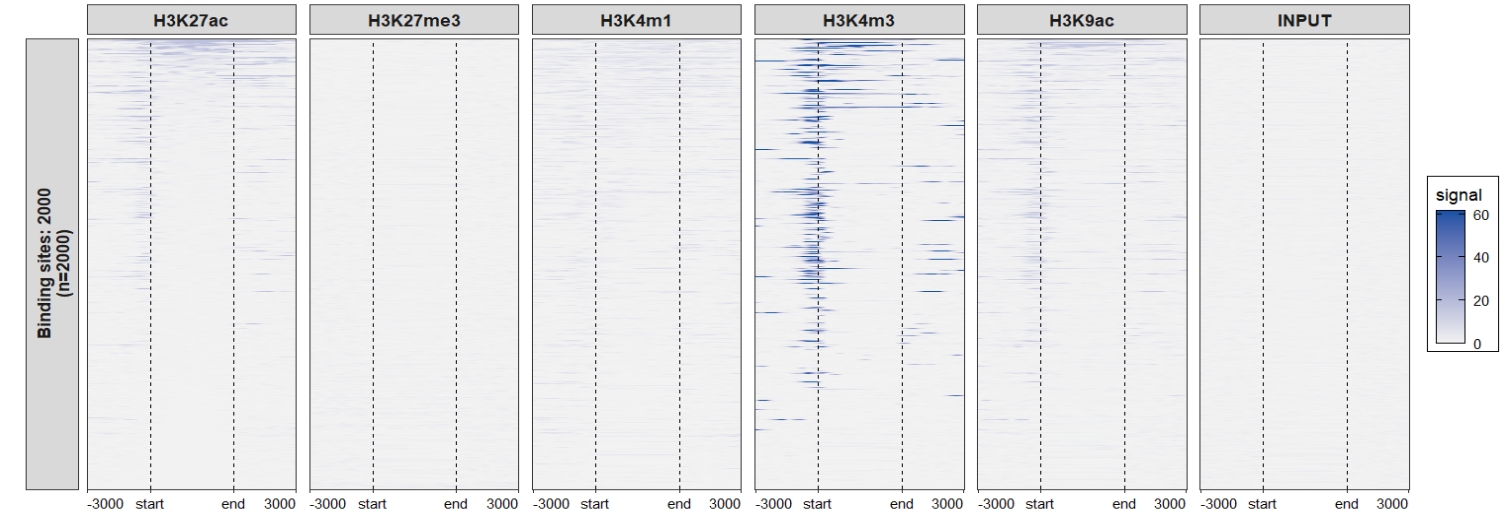 H3K27ac
H3K27me3
H3K4m1
H3K4m3
H3K9ac
INPUT
Binding sites: 2000
(n=2000)
signal
60
40
20
0
-3000 start end 3000
-3000 start end 3000
-3000 start end 3000
-3000 start end 3000
-3000 start end 3000
-3000 start end 3000